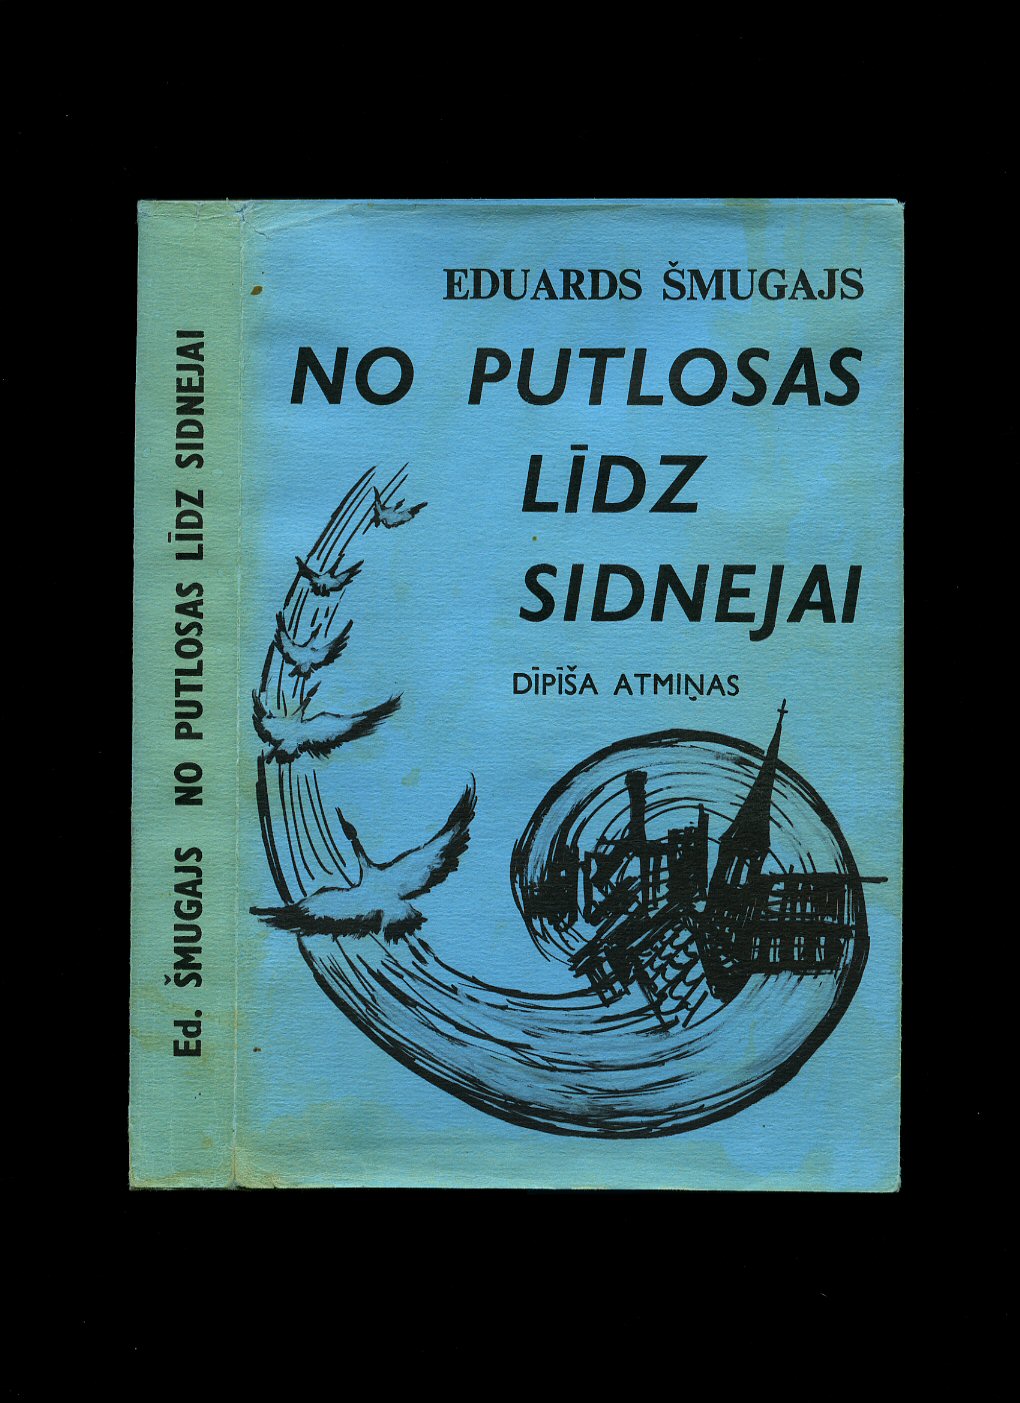 Ed. ŠMUGAJS NO PUTLOSAS LĪDZ SIDNEJAI
EDUARDS ŠMUGAJS
NO PUTLOSAS
LĪDZ
SIDNEJAI
DĪPĪŠA ATMIŅAS